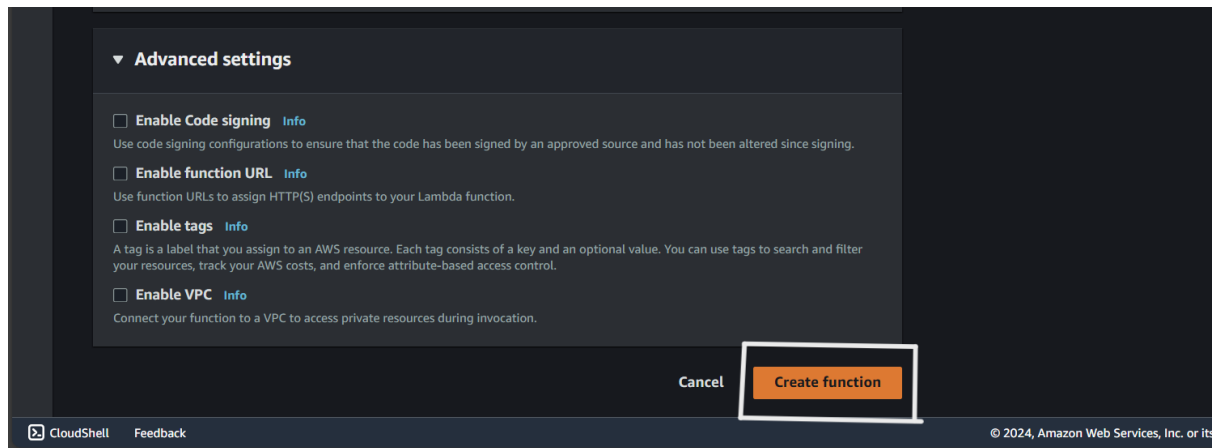 Advanced settings
Enable Code signing Info
Use code signing configurations to ensure that the code has been signed by an approved source and has not been altered since signing.
Enable function URL Info
Use function URLs to assign HTTP(S) endpoints to your Lambda function.
Enable tags Info
A tag is a label that you assign to an AWS resource. Each tag consists of a key and an optional value. You can use tags to search and filter
your resources, track your AWS costs, and enforce attribute-based access control.
Enable VPC Info
Connect your function to a VPC to access private resources during invocation.
Cancel Create function
CloudShell Feedback © 2024, Amazon Web Services, Inc. or its